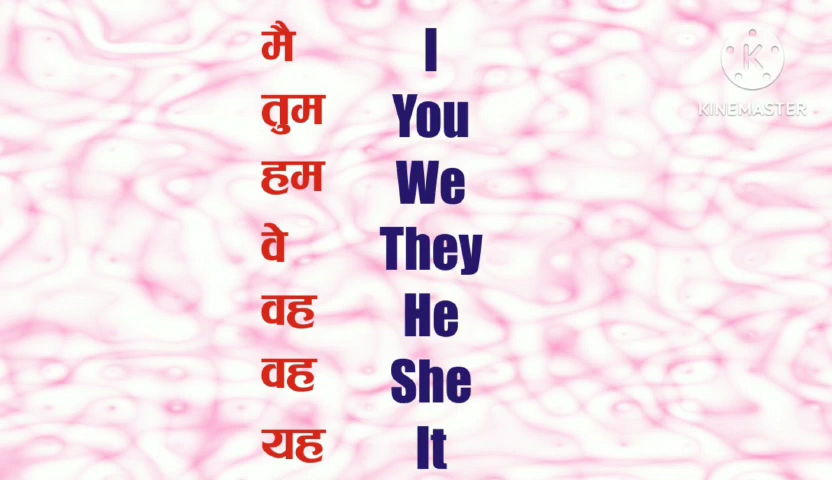 मै I
तुम You
हम We
वे They
वह He
वह She
यह It
K
KINEMASTER